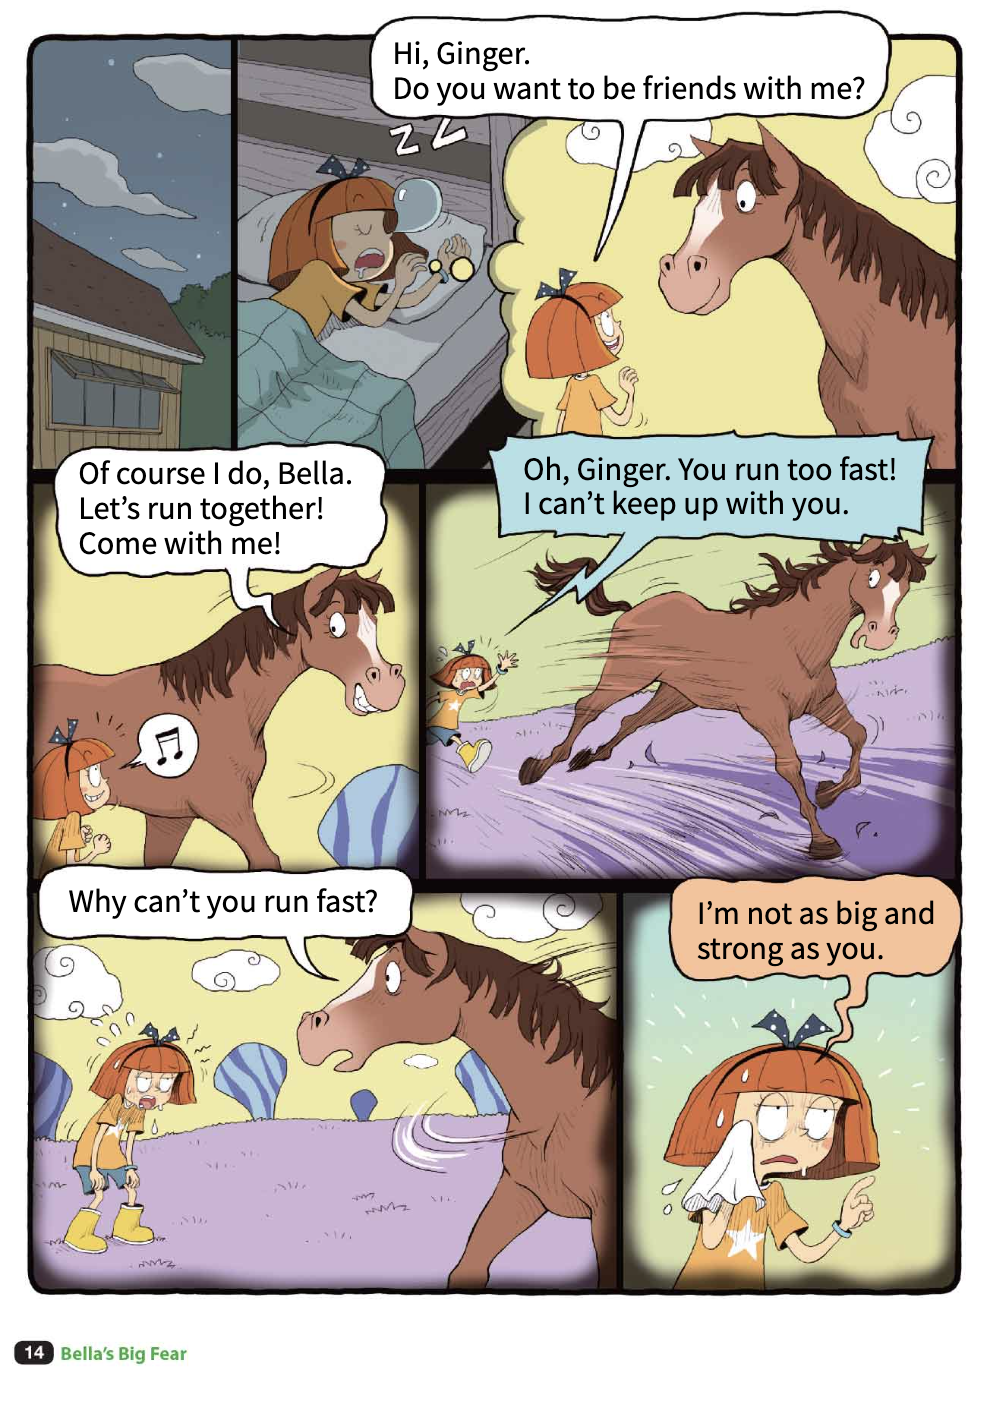 Hi, Ginger.
Do you want to be friends with me?
ZZ
Of course I do, Bella.
Let's run together!
Come with me!
Oh, Ginger. You run too fast!
I can't keep up with you.
Why can't you run fast?
I'm not as big and
strong as you.
14 Bella's Big Fear